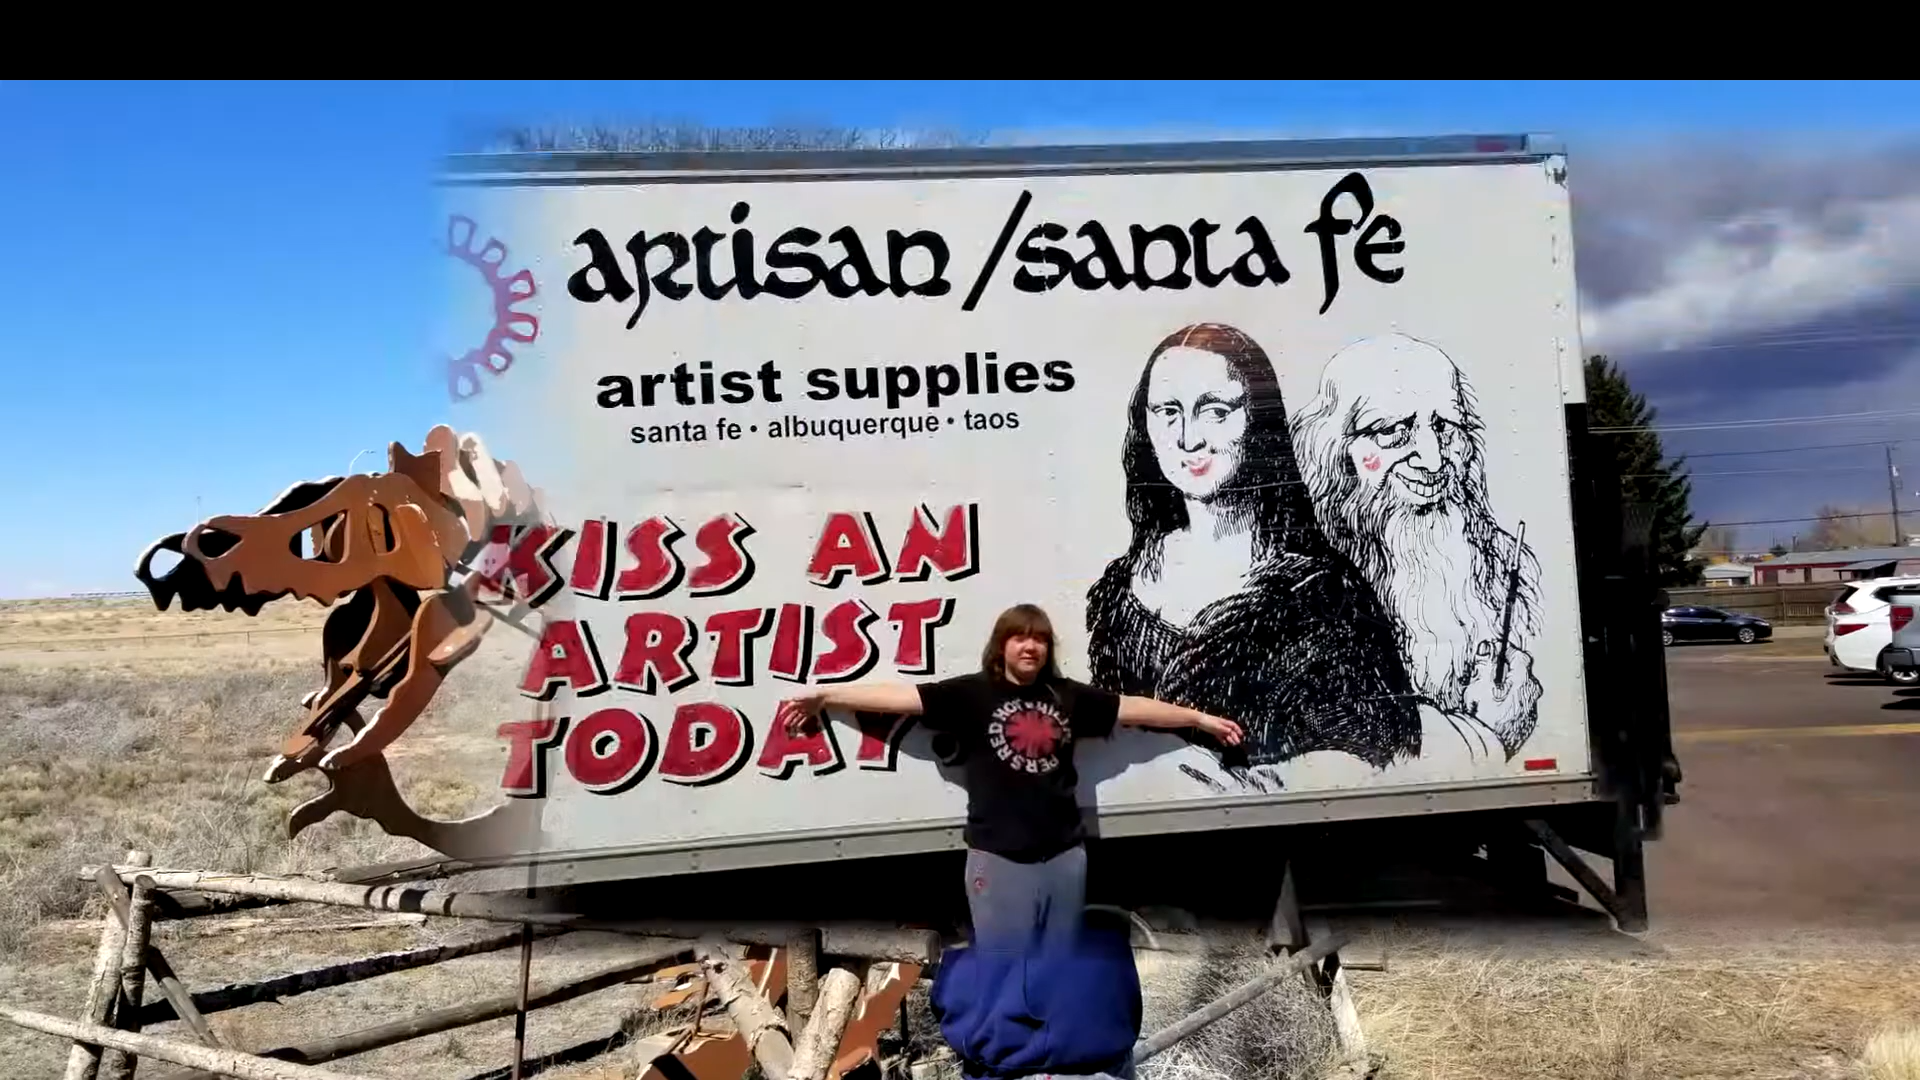 artisan/santa fe
artist supplies
santa fe • albuquerque • taos
KISS AN
ARTIST
TODAY
RED HOT CHILI PEPPERS